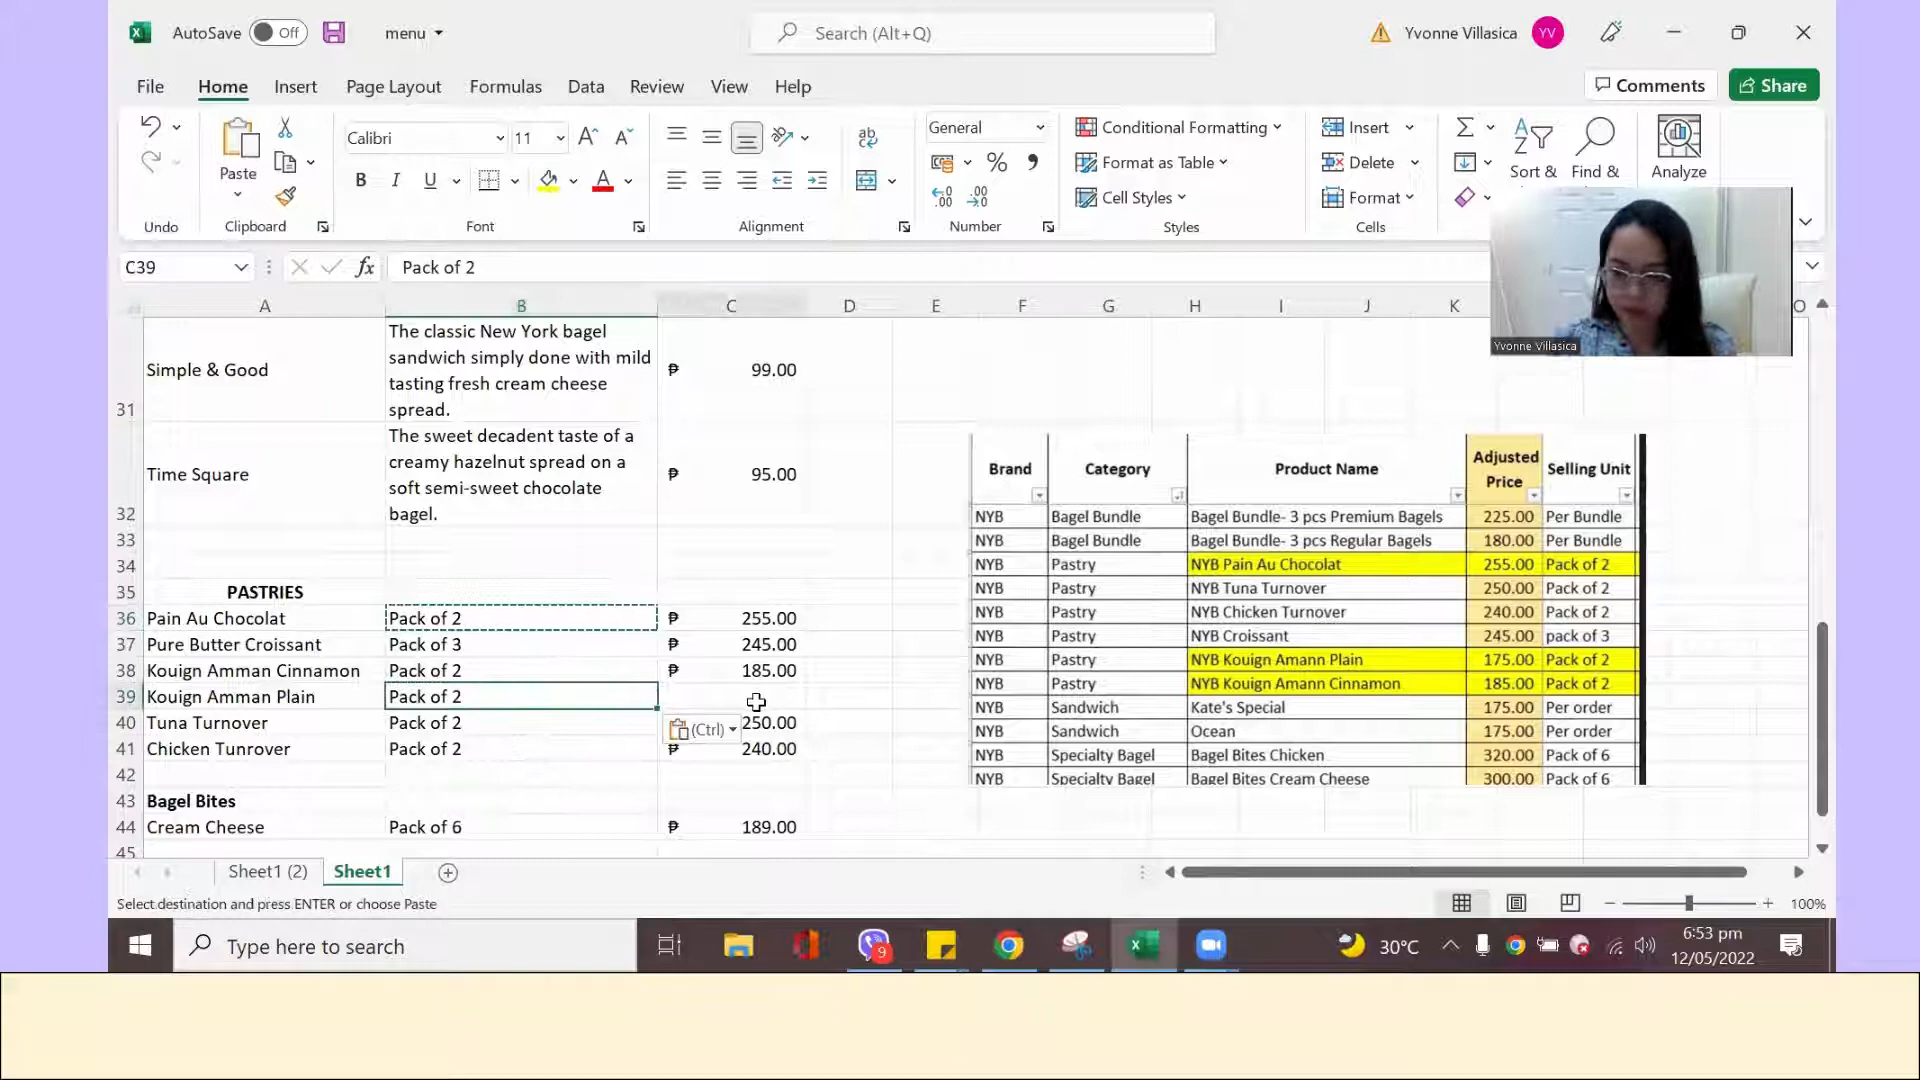 AutoSave Off menu Search (Alt+Q) Yvonne Villasica YV
File Home Insert Page Layout Formulas Data Review View Help Comments Share
Calibri 11 General Conditional Formatting Insert
Paste Format as Table Delete Sort & Find & Analyze
B I U Cell Styles Format
Undo Clipboard Font Alignment Number Styles Cells
C39 fx Pack of 2
Yvonne Villasica
A B C D E F G H I J K O
The classic New York bagel
sandwich simply done with mild
31 Simple & Good ₱ 99.00
tasting fresh cream cheese
spread.
The sweet decadent taste of a
creamy hazelnut spread on a
32 Time Square ₱ 95.00
soft semi-sweet chocolate
bagel.
33
34
35 PASTRIES
36 Pain Au Chocolat Pack of 2 ₱ 255.00
37 Pure Butter Croissant Pack of 3 ₱ 245.00
38 Kouign Amman Cinnamon Pack of 2 ₱ 185.00
39 Kouign Amman Plain Pack of 2
40 Tuna Turnover Pack of 2 (Ctrl) 250.00
41 Chicken Tunrover Pack of 2 ₱ 240.00
42
43 Bagel Bites
44 Cream Cheese Pack of 6 ₱ 189.00
45
Brand Category Product Name Adjusted Price Selling Unit
NYB Bagel Bundle Bagel Bundle- 3 pcs Premium Bagels 225.00 Per Bundle
NYB Bagel Bundle Bagel Bundle- 3 pcs Regular Bagels 180.00 Per Bundle
NYB Pastry NYB Pain Au Chocolat 255.00 Pack of 2
NYB Pastry NYB Tuna Turnover 250.00 Pack of 2
NYB Pastry NYB Chicken Turnover 240.00 Pack of 2
NYB Pastry NYB Croissant 245.00 pack of 3
NYB Pastry NYB Kouign Amann Plain 175.00 Pack of 2
NYB Pastry NYB Kouign Amann Cinnamon 185.00 Pack of 2
NYB Sandwich Kate's Special 175.00 Per order
NYB Sandwich Ocean 175.00 Per order
NYB Specialty Bagel Bagel Bites Chicken 320.00 Pack of 6
NYB Specialty Bagel Bagel Bites Cream Cheese 300.00 Pack of 6
Sheet1 (2) Sheet1
Select destination and press ENTER or choose Paste 100%
Type here to search 9 30°C 6:53 pm
12/05/2022